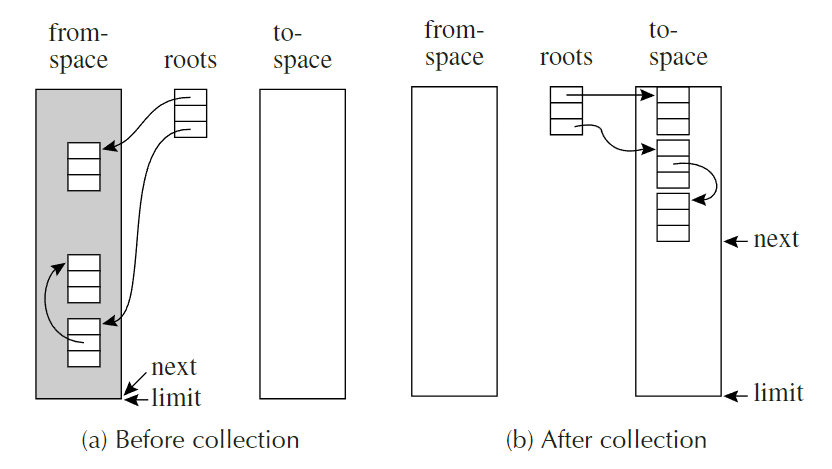 from-
space
roots
to-
space
next
limit
(a) Before collection
from-
space
roots
to-
space
next
limit
(b) After collection